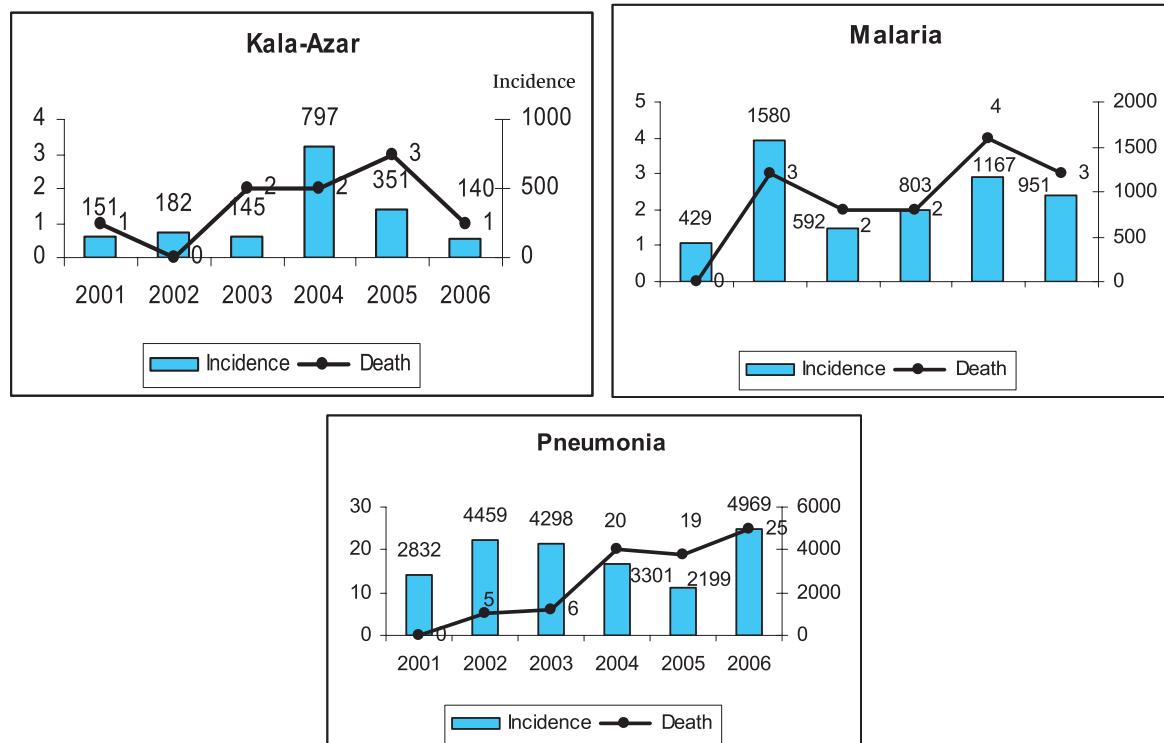 Kala-Azar
Incidence
4 797 1000
3 3
2 151 182 145 2 2 351 140 500
1 1 1
0 0 0
2001 2002 2003 2004 2005 2006
Incidence Death
Malaria
5 1580 4 2000
4 1500
3 429 3 592 803 1167 951 3 1000
2 2 2
1 500
0 0 0
Incidence Death
Pneumonia
30 4459 4298 20 19 4969 6000
2832 25
20 4000
3301 2199
10 5 6 2000
0 0 0
2001 2002 2003 2004 2005 2006
Incidence Death